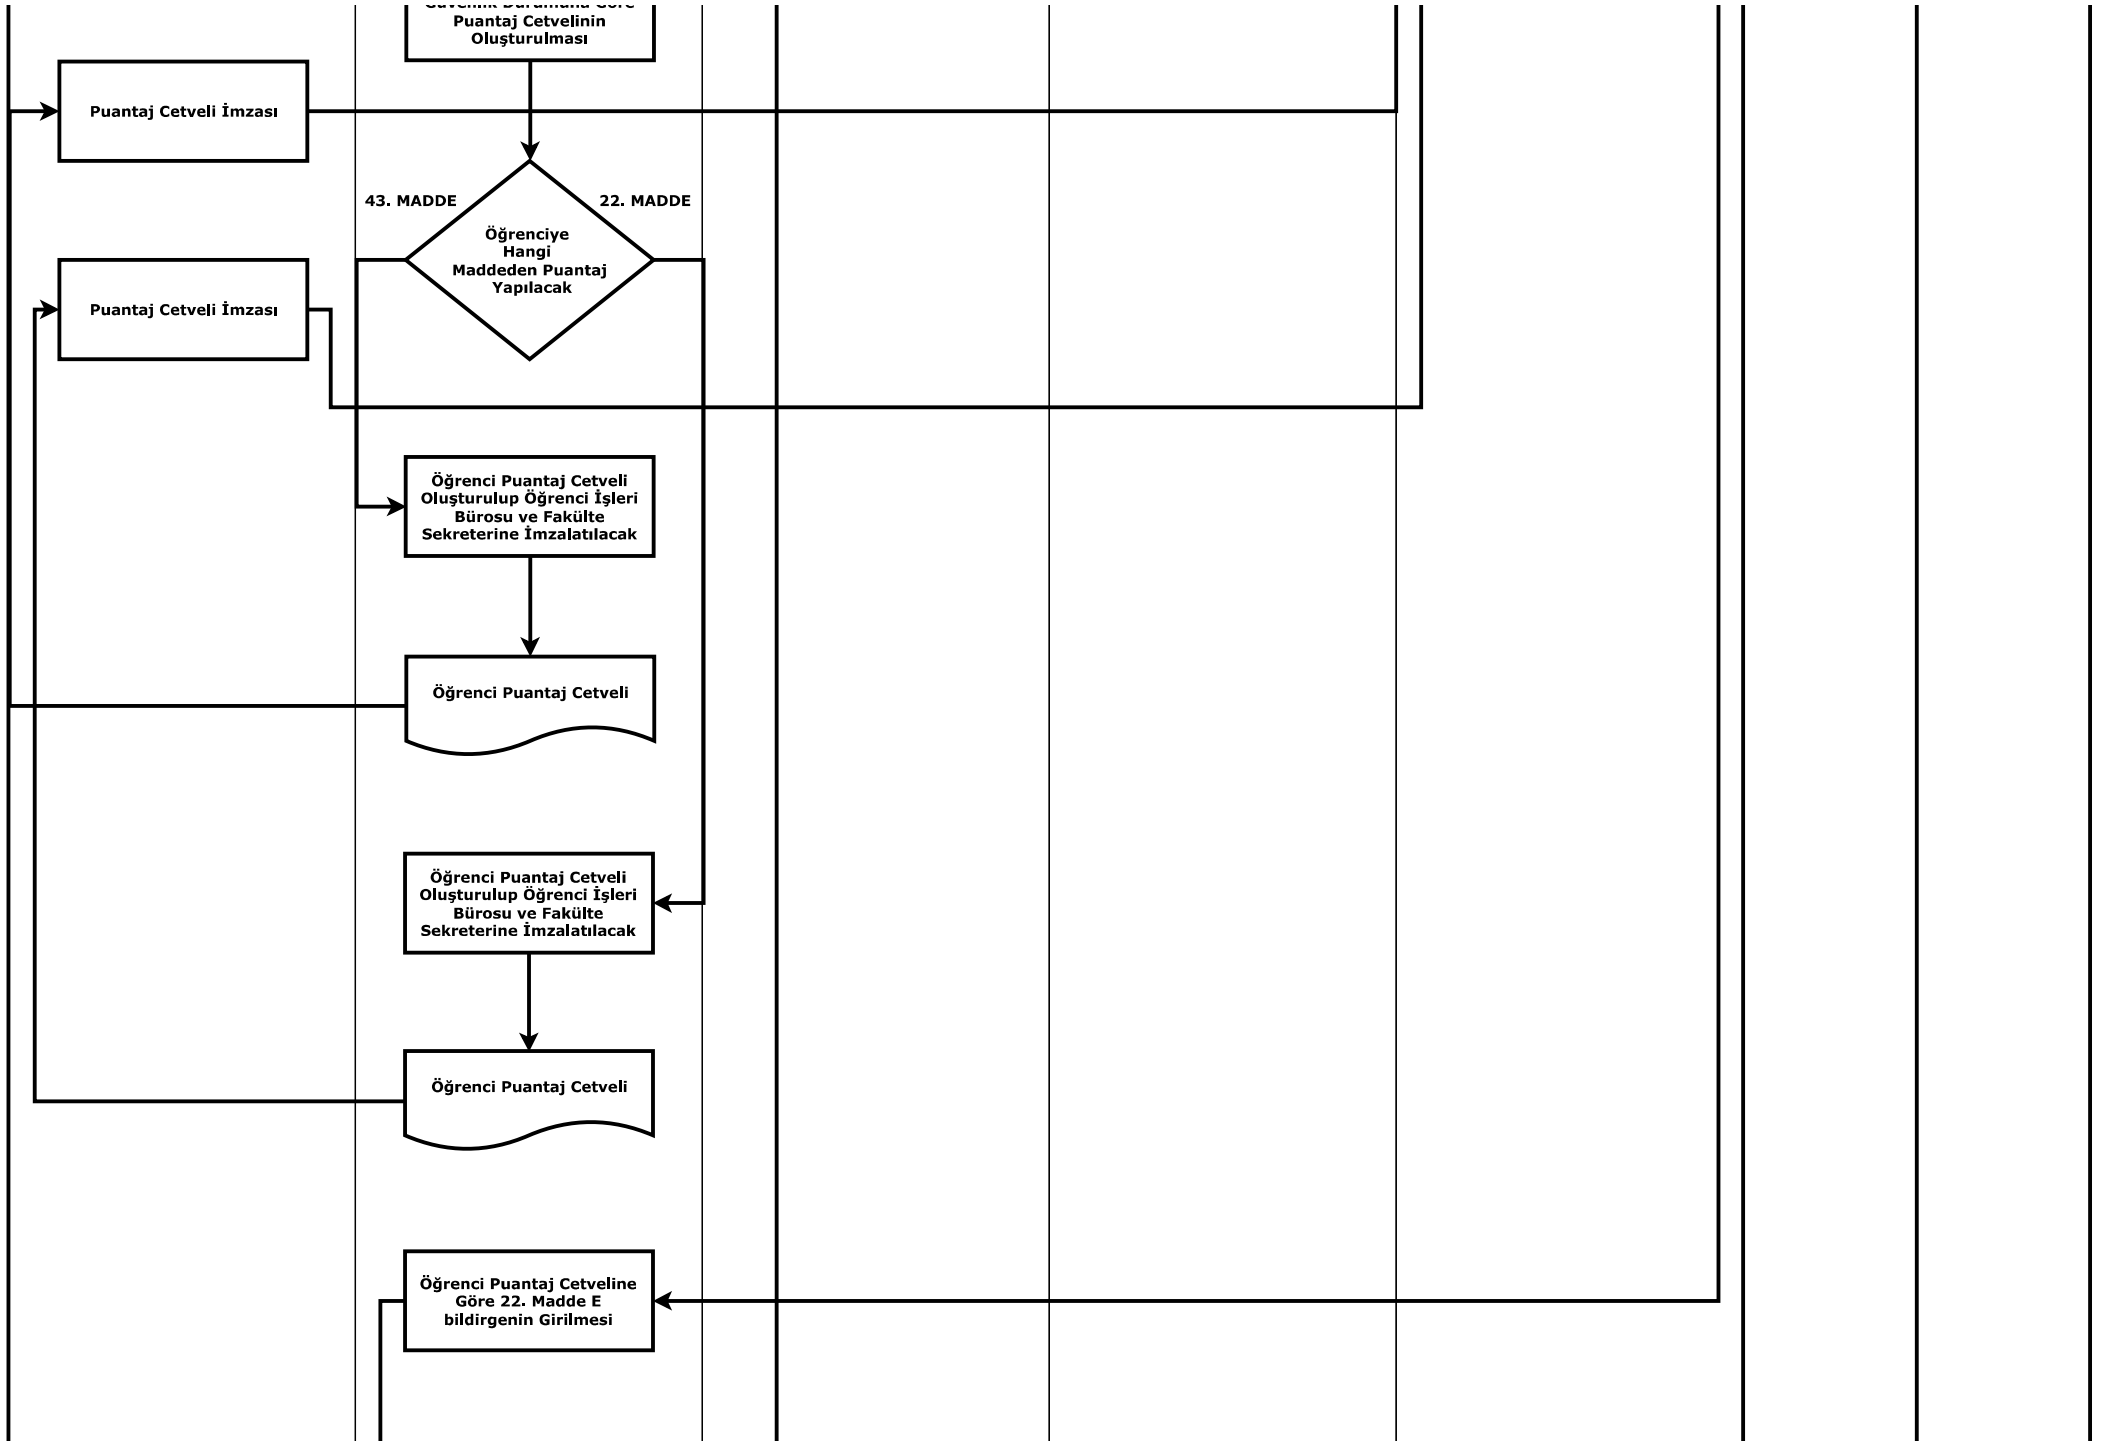 Puantaj Cetvelinin
Oluşturulması
Puantaj Cetveli İmzası
43. MADDE
22. MADDE
Öğrenciye
Hangi
Maddeden Puantaj
Yapılacak
Puantaj Cetveli İmzası
Öğrenci Puantaj Cetveli
Oluşturulup Öğrenci İşleri
Bürosu ve Fakülte
Sekreterine İmzalatılacak
Öğrenci Puantaj Cetveli
Öğrenci Puantaj Cetveli
Oluşturulup Öğrenci İşleri
Bürosu ve Fakülte
Sekreterine İmzalatılacak
Öğrenci Puantaj Cetveli
Öğrenci Puantaj Cetveline
Göre 22. Madde E
bildirgenin Girilmesi